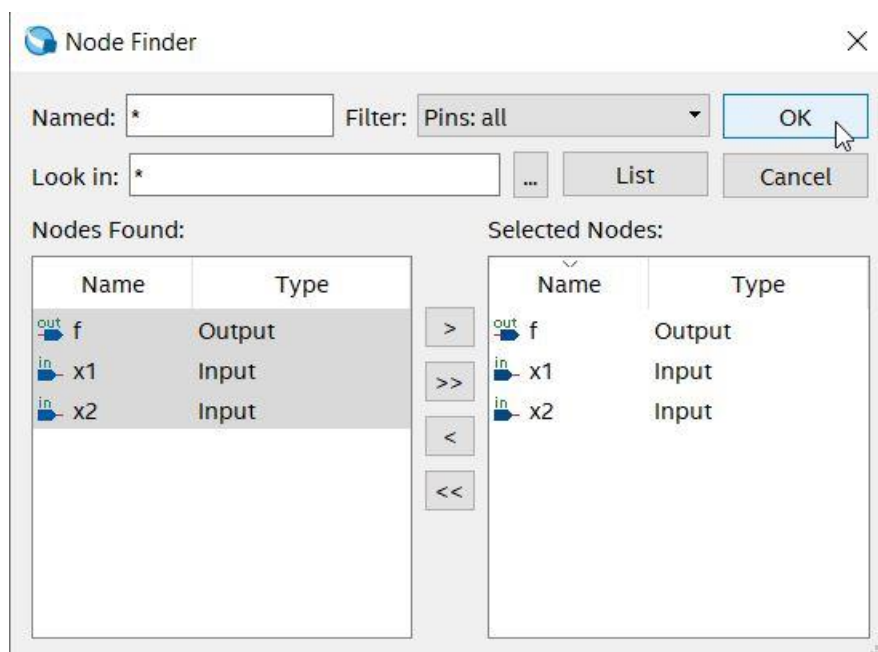 Node Finder
Named: * Filter: Pins: all OK
Look in: * ... List Cancel
Nodes Found: Selected Nodes:
Name Type Name Type
out f Output > out f Output
in x1 Input >> in x1 Input
in x2 Input < in x2 Input
<<